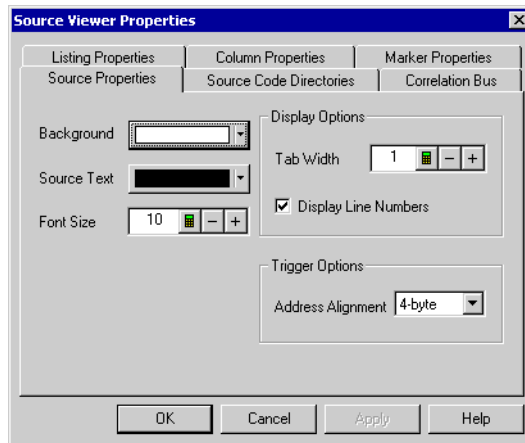 Source Viewer Properties
Listing Properties Column Properties Marker Properties
Source Properties Source Code Directories Correlation Bus
Background
Source Text
Font Size 10
Display Options
Tab Width 1
Display Line Numbers
Trigger Options
Address Alignment 4-byte
OK Cancel Apply Help